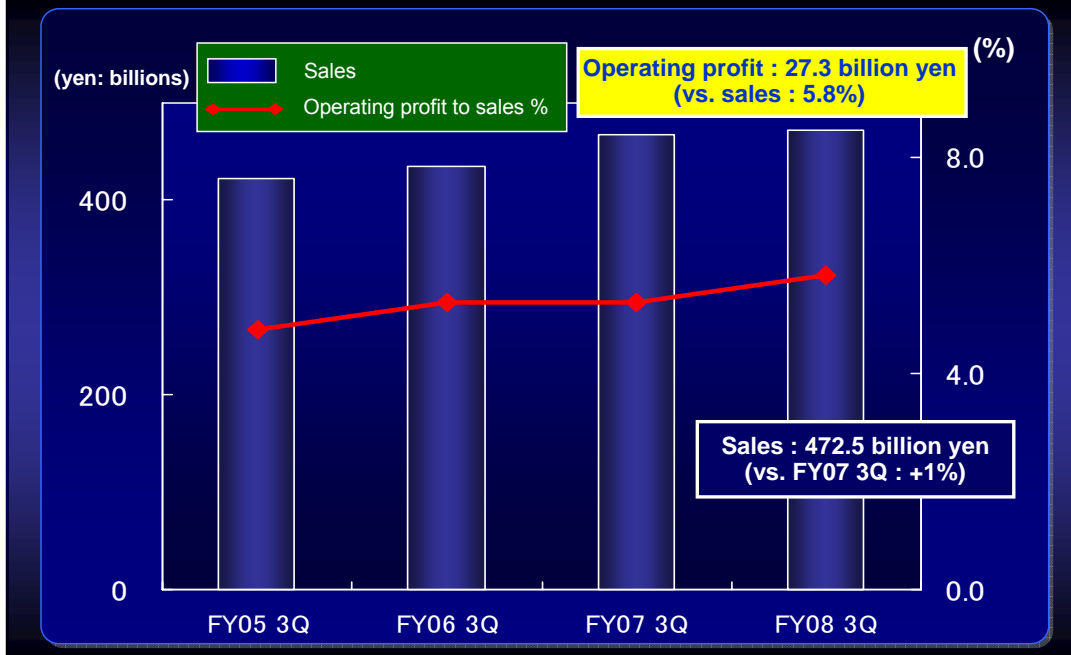 (%)
(yen: billions)
Sales
Operating profit to sales %
Operating profit : 27.3 billion yen
(vs. sales : 5.8%)
8.0
400
4.0
200
Sales : 472.5 billion yen
(vs. FY07 3Q : +1%)
0
0.0
FY05 3Q
FY06 3Q
FY07 3Q
FY08 3Q